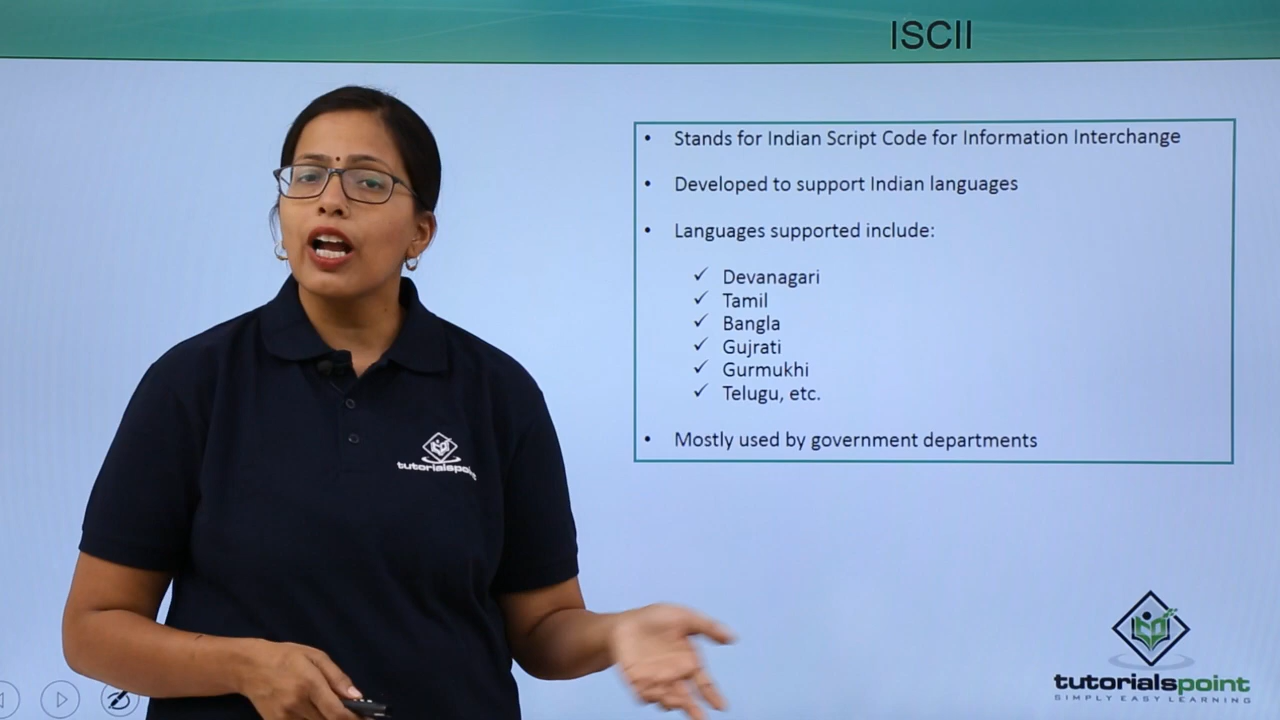 ISCII
• Stands for Indian Script Code for Information Interchange
• Developed to support Indian languages
• Languages supported include:
✓ Devanagari
✓ Tamil
✓ Bangla
✓ Gujrati
✓ Gurmukhi
✓ Telugu, etc.
• Mostly used by government departments
tutorialspoint
tutorialspoint
SIMPLY EASY LEARNING